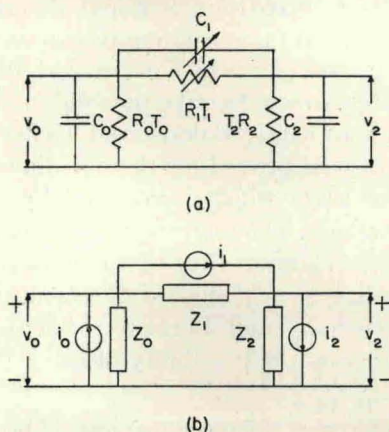 C₁
v₀ C₀ R₀T₀ R₁T₁ T₂R₂ C₂ v₂
(a)
i₁
+ Z₁ +
v₀ i₀ Z₀ Z₂ i₂ v₂
− −
(b)